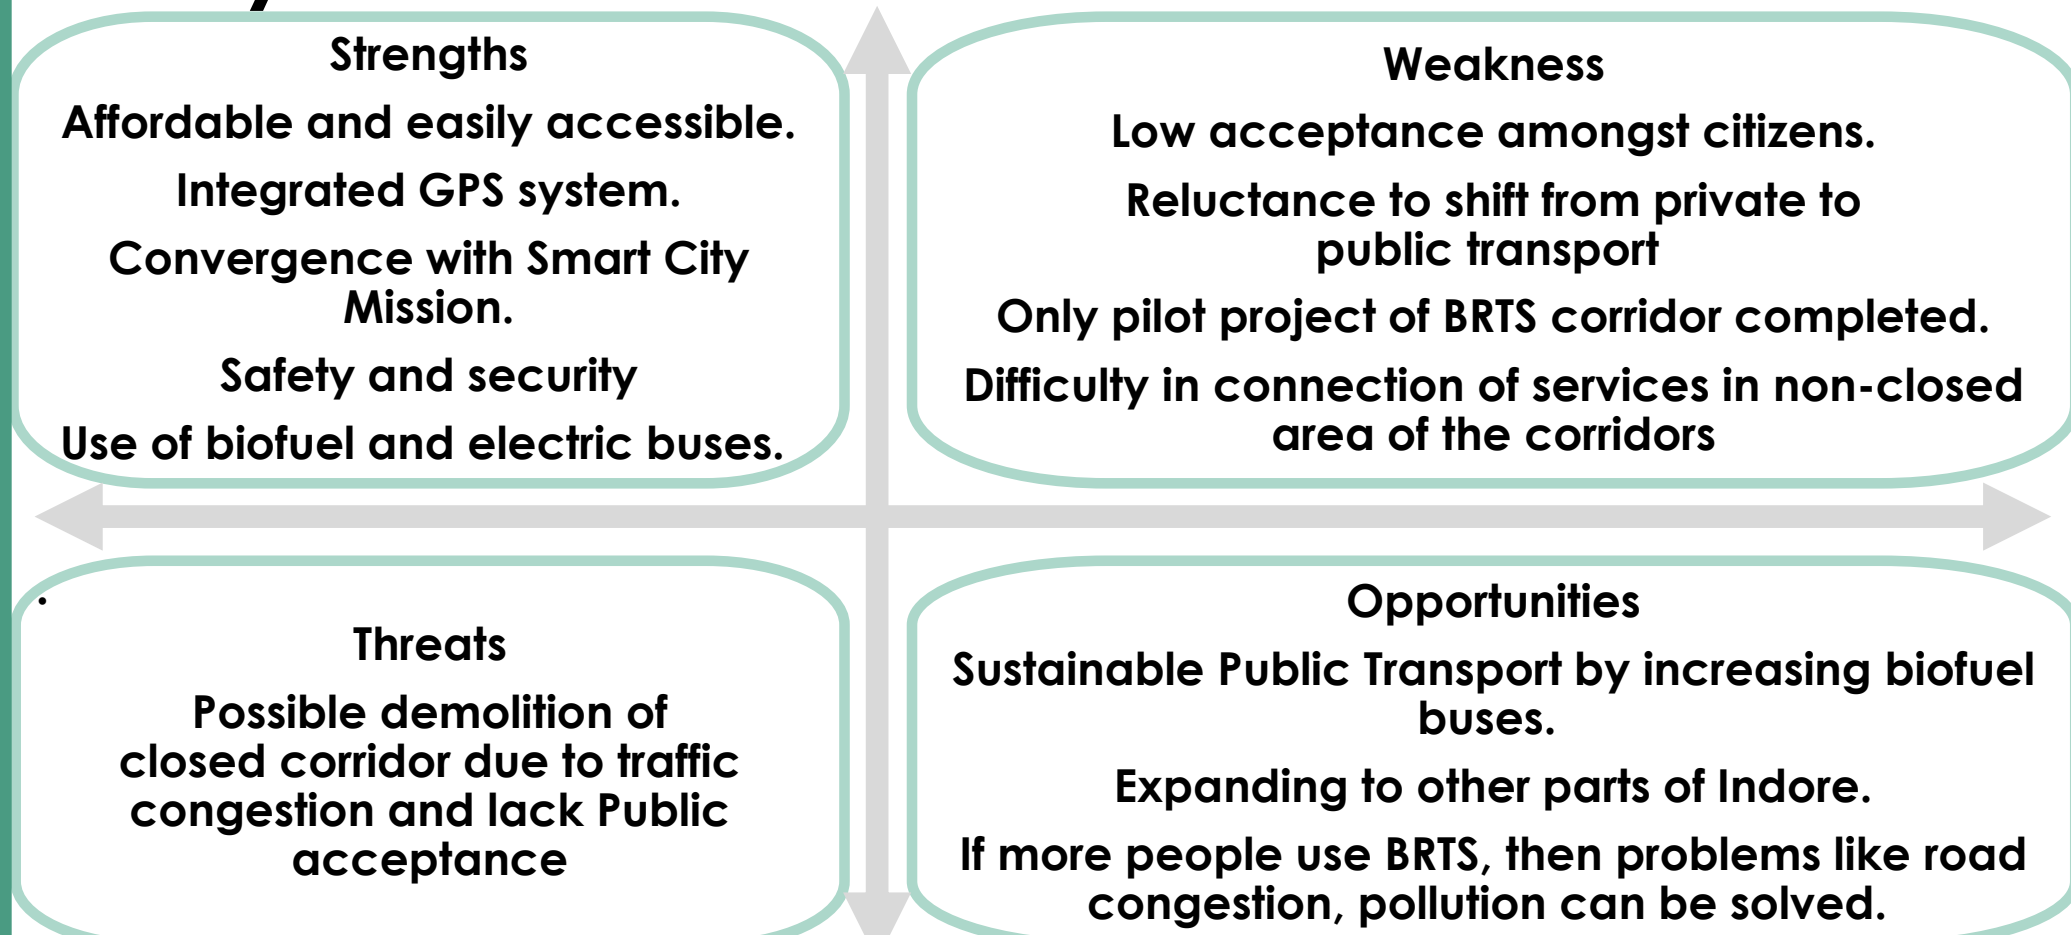 Strengths
Affordable and easily accessible.
Integrated GPS system.
Convergence with Smart City
Mission.
Safety and security
Use of biofuel and electric buses.
Weakness
Low acceptance amongst citizens.
Reluctance to shift from private to
public transport
Only pilot project of BRTS corridor completed.
Difficulty in connection of services in non-closed
area of the corridors
.
Threats
Possible demolition of
closed corridor due to traffic
congestion and lack Public
acceptance
Opportunities
Sustainable Public Transport by increasing biofuel
buses.
Expanding to other parts of Indore.
If more people use BRTS, then problems like road
congestion, pollution can be solved.